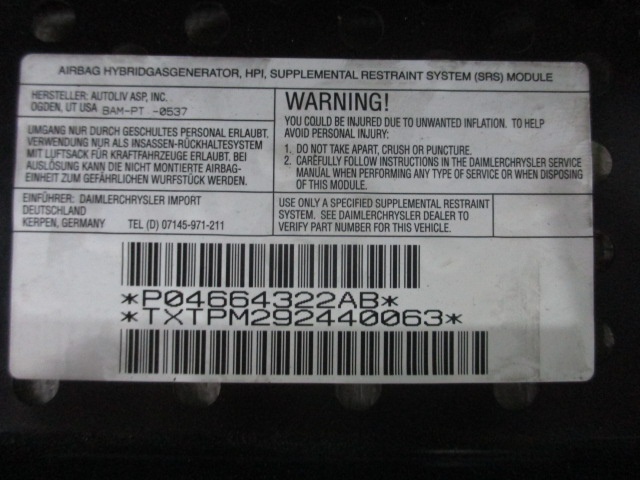 AIRBAG HYBRIDGASGENERATOR, HPI, SUPPLEMENTAL RESTRAINT SYSTEM (SRS) MODULE
HERSTELLER: AUTOLIV ASP, INC.
OGDEN, UT USA BAM-PT -0537
UMGANG NUR DURCH GESCHULTES PERSONAL ERLAUBT.
VERWENDUNG NUR ALS INSASSEN-RÜCKHALTESYSTEM
MIT LUFTSACK FÜR KRAFTFAHRZEUGE ERLAUBT. BEI
AUSLÖSUNG KANN DIE NICHT MONTIERTE AIRBAG-
EINHEIT ZUM GEFÄHRLICHEN WURFSTÜCK WERDEN.
EINFÜHRER: DAIMLERCHRYSLER IMPORT
DEUTSCHLAND
KERPEN, GERMANY TEL (D) 07145-971-211
WARNING!
YOU COULD BE INJURED DUE TO UNWANTED INFLATION. TO HELP
AVOID PERSONAL INJURY:
1. DO NOT TAKE APART, CRUSH OR PUNCTURE.
2. CAREFULLY FOLLOW INSTRUCTIONS IN THE DAIMLERCHRYSLER SERVICE
MANUAL WHEN PERFORMING ANY TYPE OF SERVICE OR WHEN DISPOSING
OF THIS MODULE.
USE ONLY A SPECIFIED SUPPLEMENTAL RESTRAINT
SYSTEM. SEE DAIMLERCHRYSLER DEALER TO
VERIFY PART NUMBER FOR THIS VEHICLE.
*P04664322AB*
*TXTPM292440063*